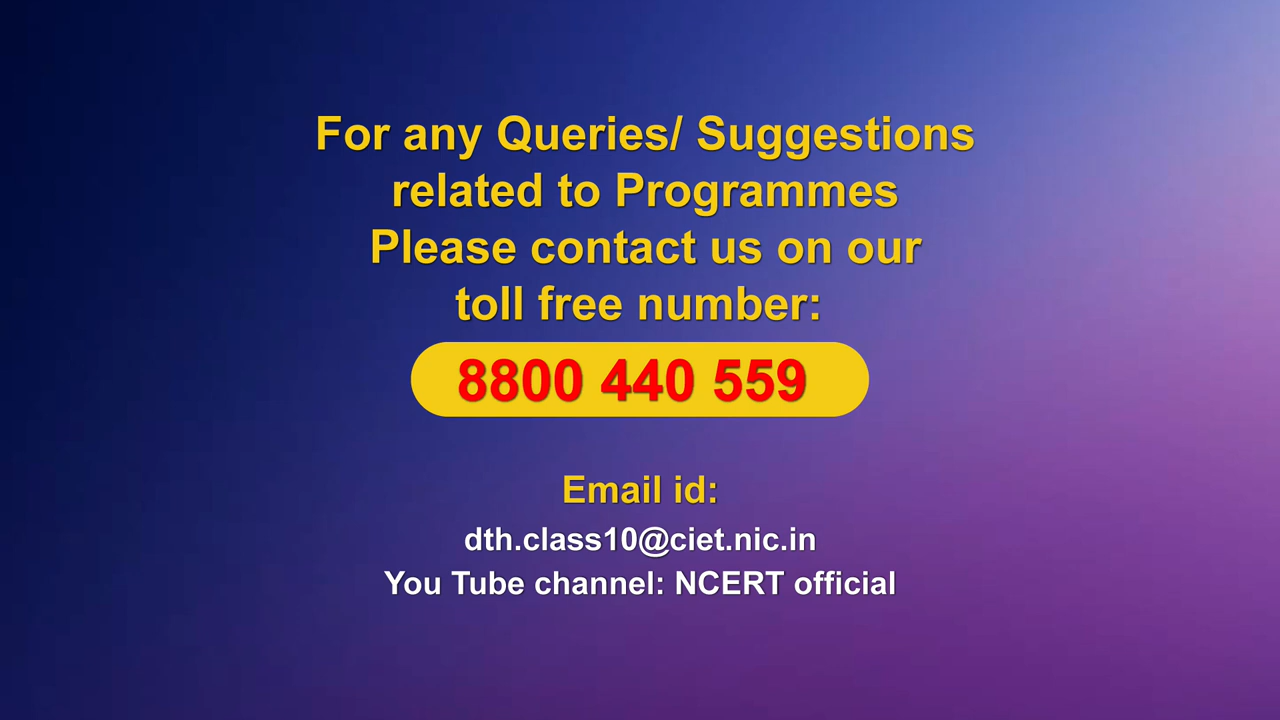 For any Queries/ Suggestions
related to Programmes
Please contact us on our
toll free number:
8800 440 559
Email id:
dth.class10@ciet.nic.in
You Tube channel: NCERT official